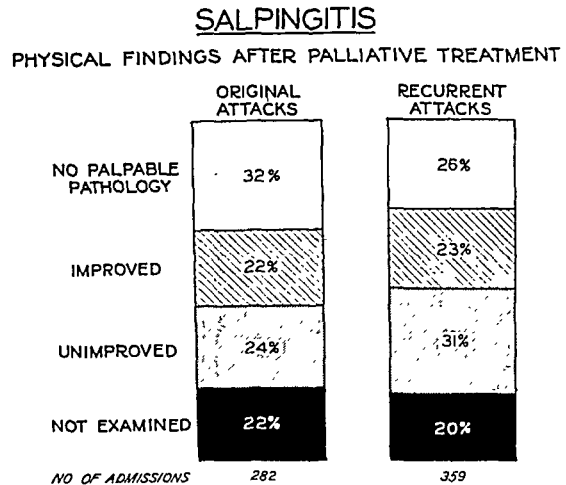 SALPINGITIS
PHYSICAL FINDINGS AFTER PALLIATIVE TREATMENT
ORIGINAL ATTACKS
RECURRENT ATTACKS
NO PALPABLE PATHOLOGY
32%
26%
IMPROVED
22%
23%
UNIMPROVED
24%
31%
NOT EXAMINED
22%
20%
NO OF ADMISSIONS
282
359